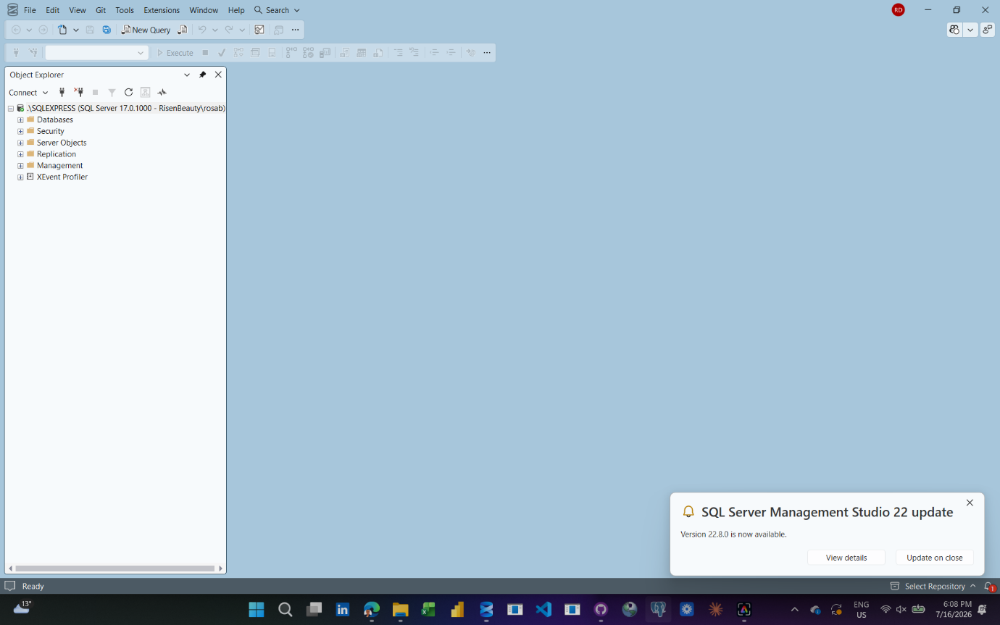 File Edit View Git Tools Extensions Window Help Search
RD
New Query
Execute
Object Explorer
Connect
.\SQLEXPRESS (SQL Server 17.0.1000 - RisenBeauty\rosab)
Databases
Security
Server Objects
Replication
Management
XEvent Profiler
SQL Server Management Studio 22 update
Version 22.8.0 is now available.
View details Update on close
Ready
Select Repository
1
13°
in
ENG
US
6:08 PM
7/16/2026